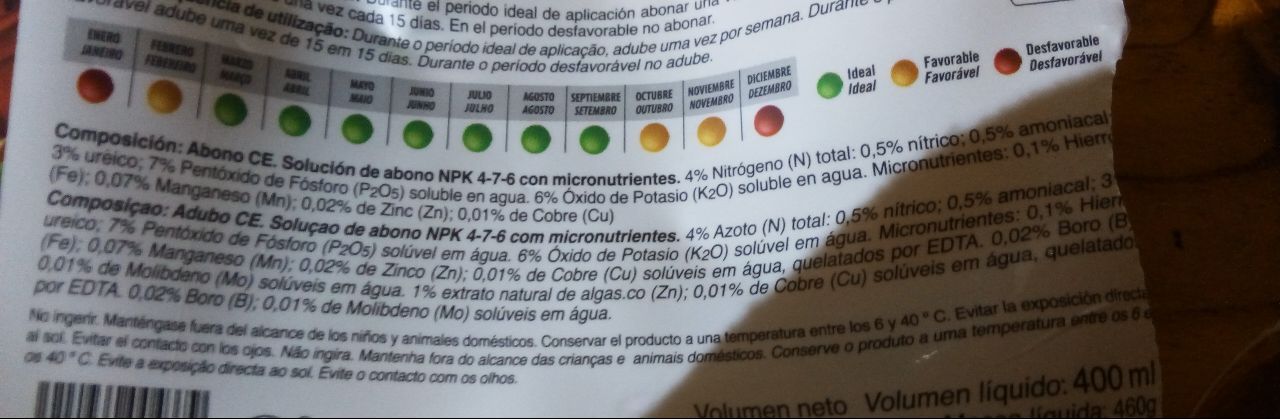 Durante el periodo ideal de aplicación abonar una
vez cada 15 días. En el periodo desfavorable no abonar.
de utilização: Durante o período ideal de aplicação, adube uma vez por semana. Durante
adube uma vez de 15 em 15 días. Durante o período desfavorável no adube.
ENERO FEBRERO MARZO ABRIL MAYO JUNIO JULIO AGOSTO SEPTIEMBRE OCTUBRE NOVIEMBRE DICIEMBRE
JANEIRO FEBEREIRO MARÇO ABRIL MAIO JUNHO JULHO AGOSTO SETEMBRO OUTUBRO NOVEMBRO DEZEMBRO
Ideal Favorable Desfavorable
Ideal Favorável Desfavorável
Composición: Abono CE. Solución de abono NPK 4-7-6 con micronutrientes. 4% Nitrógeno (N) total: 0,5% nítrico; 0,5% amoniacal
3% ureico; 7% Pentóxido de Fósforo (P2O5) soluble en agua. 6% Óxido de Potasio (K2O) soluble en agua. Micronutrientes: 0,1% Hierro
(Fe); 0,07% Manganeso (Mn); 0,02% de Zinc (Zn); 0,01% de Cobre (Cu)
Composiçao: Adubo CE. Soluçao de abono NPK 4-7-6 com micronutrientes. 4% Azoto (N) total: 0,5% nítrico; 0,5% amoniacal; 3
ureico; 7% Pentóxido de Fósforo (P2O5) solúvel em água. 6% Óxido de Potasio (K2O) solúvel em água. Micronutrientes: 0,1% Hierr
(Fe); 0,07% Manganeso (Mn); 0,02% de Zinco (Zn); 0,01% de Cobre (Cu) solúveis em água, quelatados por EDTA. 0,02% Boro (B)
0,01% de Molibdeno (Mo) solúveis em água. 1% extrato natural de algas.co (Zn); 0,01% de Cobre (Cu) solúveis em água, quelatado
por EDTA. 0,02% Boro (B); 0,01% de Molibdeno (Mo) solúveis em água.
No ingerir. Manténgase fuera del alcance de los niños y animales domésticos. Conservar el producto a una temperatura entre los 6 y 40 º C. Evitar la exposición directa
al sol. Evitar el contacto con los ojos. Não ingira. Mantenha fora do alcance das crianças e animais domésticos. Conserve o produto a uma temperatura entre os 6 e
os 40 º C. Evite a exposição directa ao sol. Evite o contacto com os olhos.
Volumen neto Volumen líquido: 400 ml
líquida: 460g